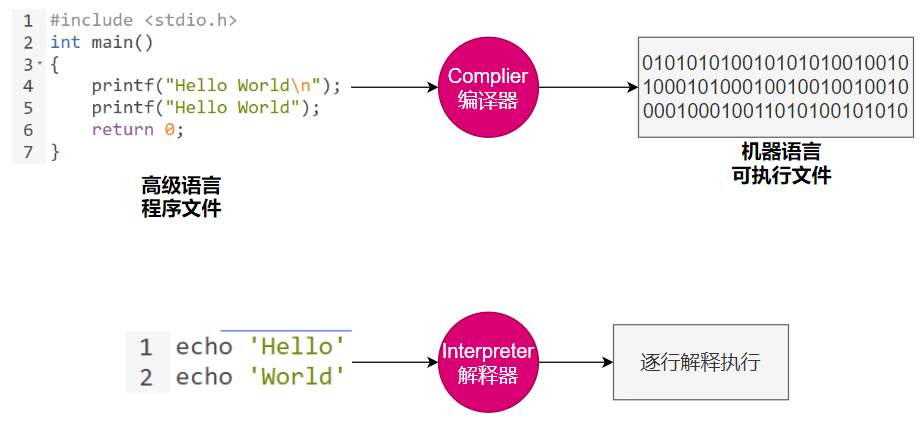 1 #include <stdio.h>
2 int main()
3 {
4 printf("Hello World\n");
5 printf("Hello World");
6 return 0;
7 }
高级语言
程序文件
Complier
编译器
010101010010101010010010
100010100010010010010010
000100010011010100101010
机器语言
可执行文件
1 echo 'Hello'
2 echo 'World'
Interpreter
解释器
逐行解释执行